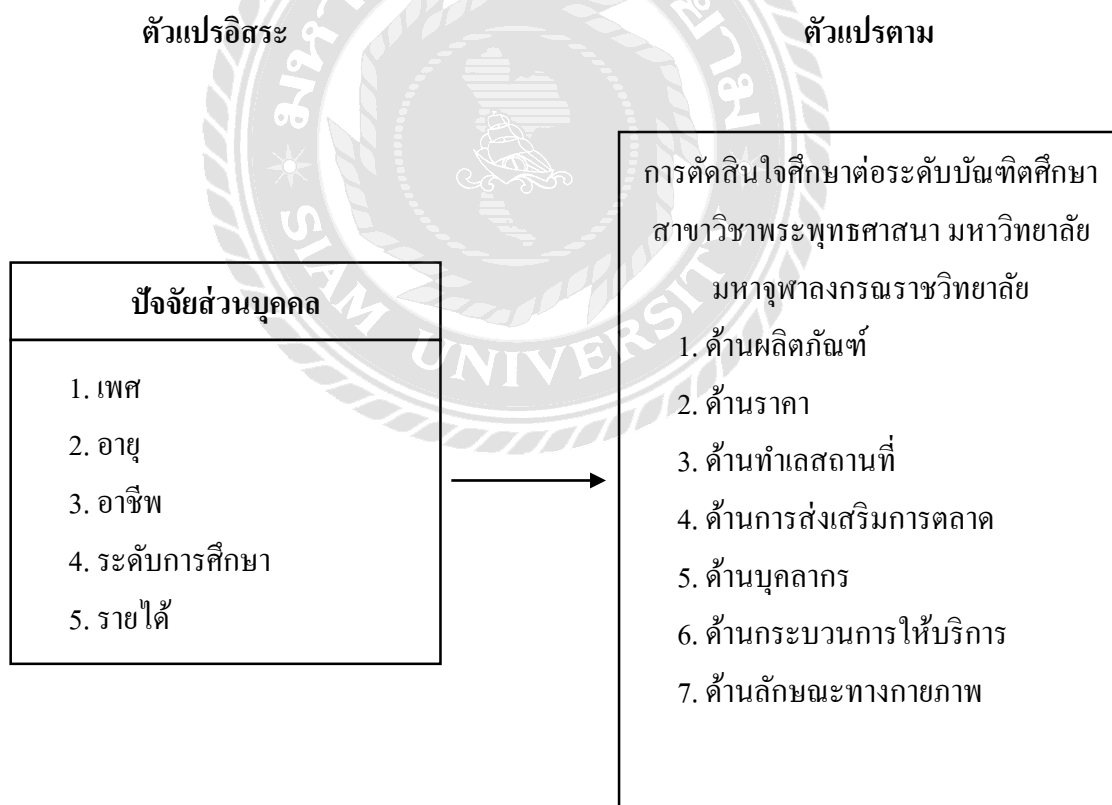 ตัวแปรอิสระ
ตัวแปรตาม
ปัจจัยส่วนบุคคล
1. เพศ
2. อายุ
3. อาชีพ
4. ระดับการศึกษา
5. รายได้
การตัดสินใจศึกษาต่อระดับบัณฑิตศึกษา
สาขาวิชาพระพุทธศาสนา มหาวิทยาลัย
มหาจุฬาลงกรณราชวิทยาลัย
1. ด้านผลิตภัณฑ์
2. ด้านราคา
3. ด้านทำเลสถานที่
4. ด้านการส่งเสริมการตลาด
5. ด้านบุคลากร
6. ด้านกระบวนการให้บริการ
7. ด้านลักษณะทางกายภาพ
SIAM UNIVERSIT